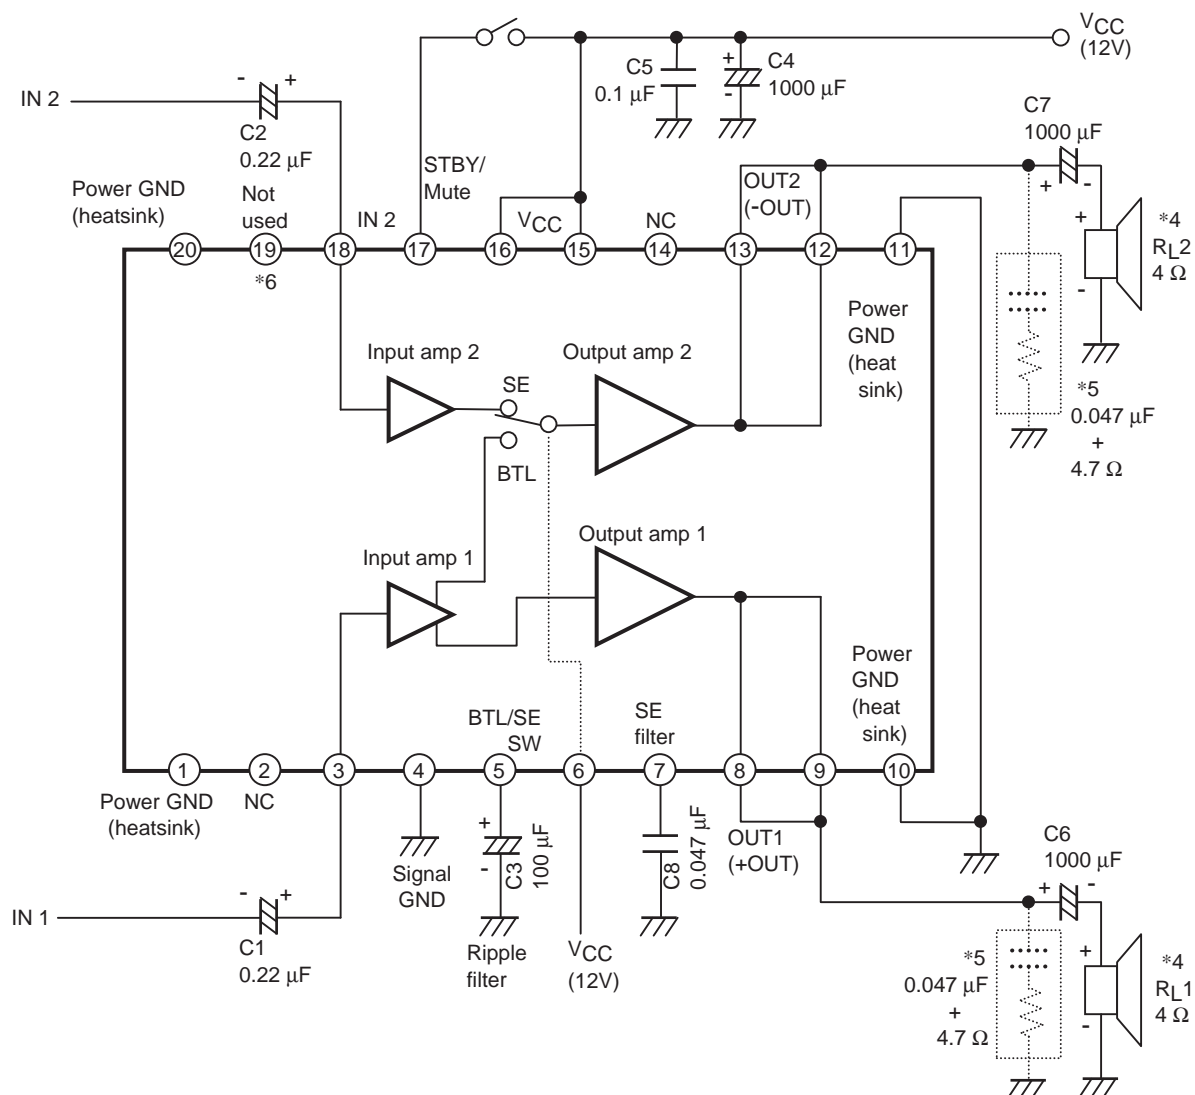 VCC
(12V)
C5
0.1 µF
+
C4
1000 µF
-
- +
IN 2
C2
0.22 µF
C7
1000 µF
+ -
STBY/
Mute
OUT2
(-OUT)
Power GND
(heatsink)
Not
used
IN 2
VCC
NC
+
*4
RL2
4 Ω
-
20
19
18
17
16
15
14
13
12
11
*6
Power
GND
(heat
sink)
Input amp 2
Output amp 2
SE
BTL
*5
0.047 µF
+
4.7 Ω
Input amp 1
Output amp 1
Power
GND
(heat
sink)
BTL/SE
SW
SE
filter
1
2
3
4
5
6
7
8
9
10
Power GND
(heatsink)
NC
+
-
C3
100 µF
C8
0.047 µF
OUT1
(+OUT)
Signal
GND
C6
1000 µF
+ -
- +
IN 1
C1
0.22 µF
Ripple
filter
VCC
(12V)
*5
0.047 µF
+
4.7 Ω
+
*4
RL1
4 Ω
-